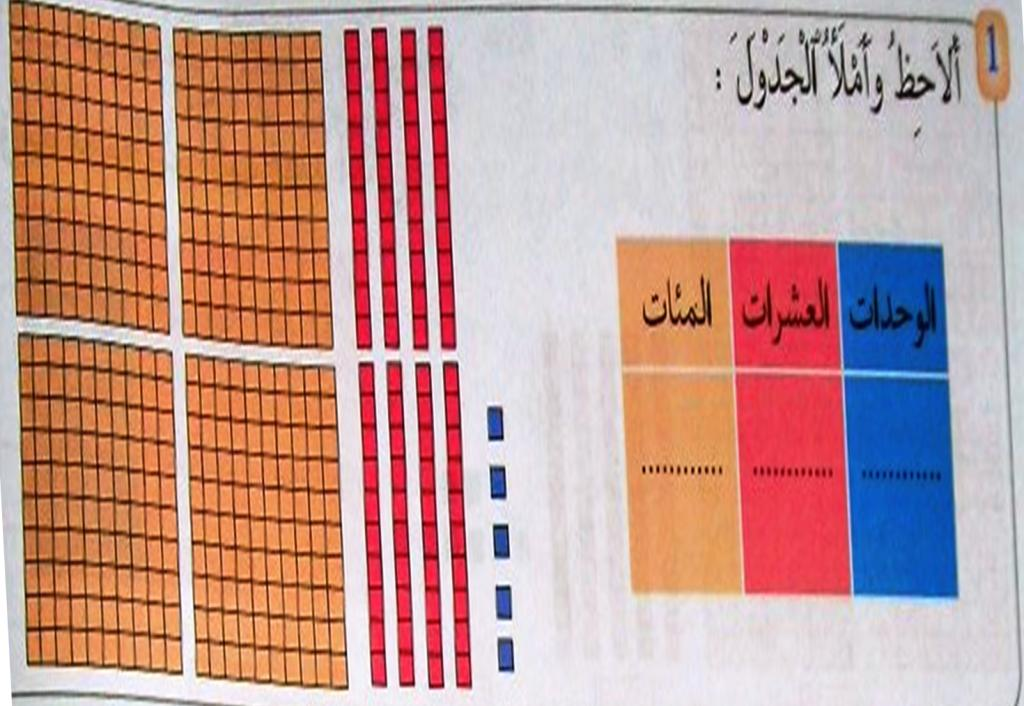 1
أُلَاحِظُ وَأَمْلَأُ الْجَدْوَلَ :
الوحدات العشرات المئات
............ ............ ............